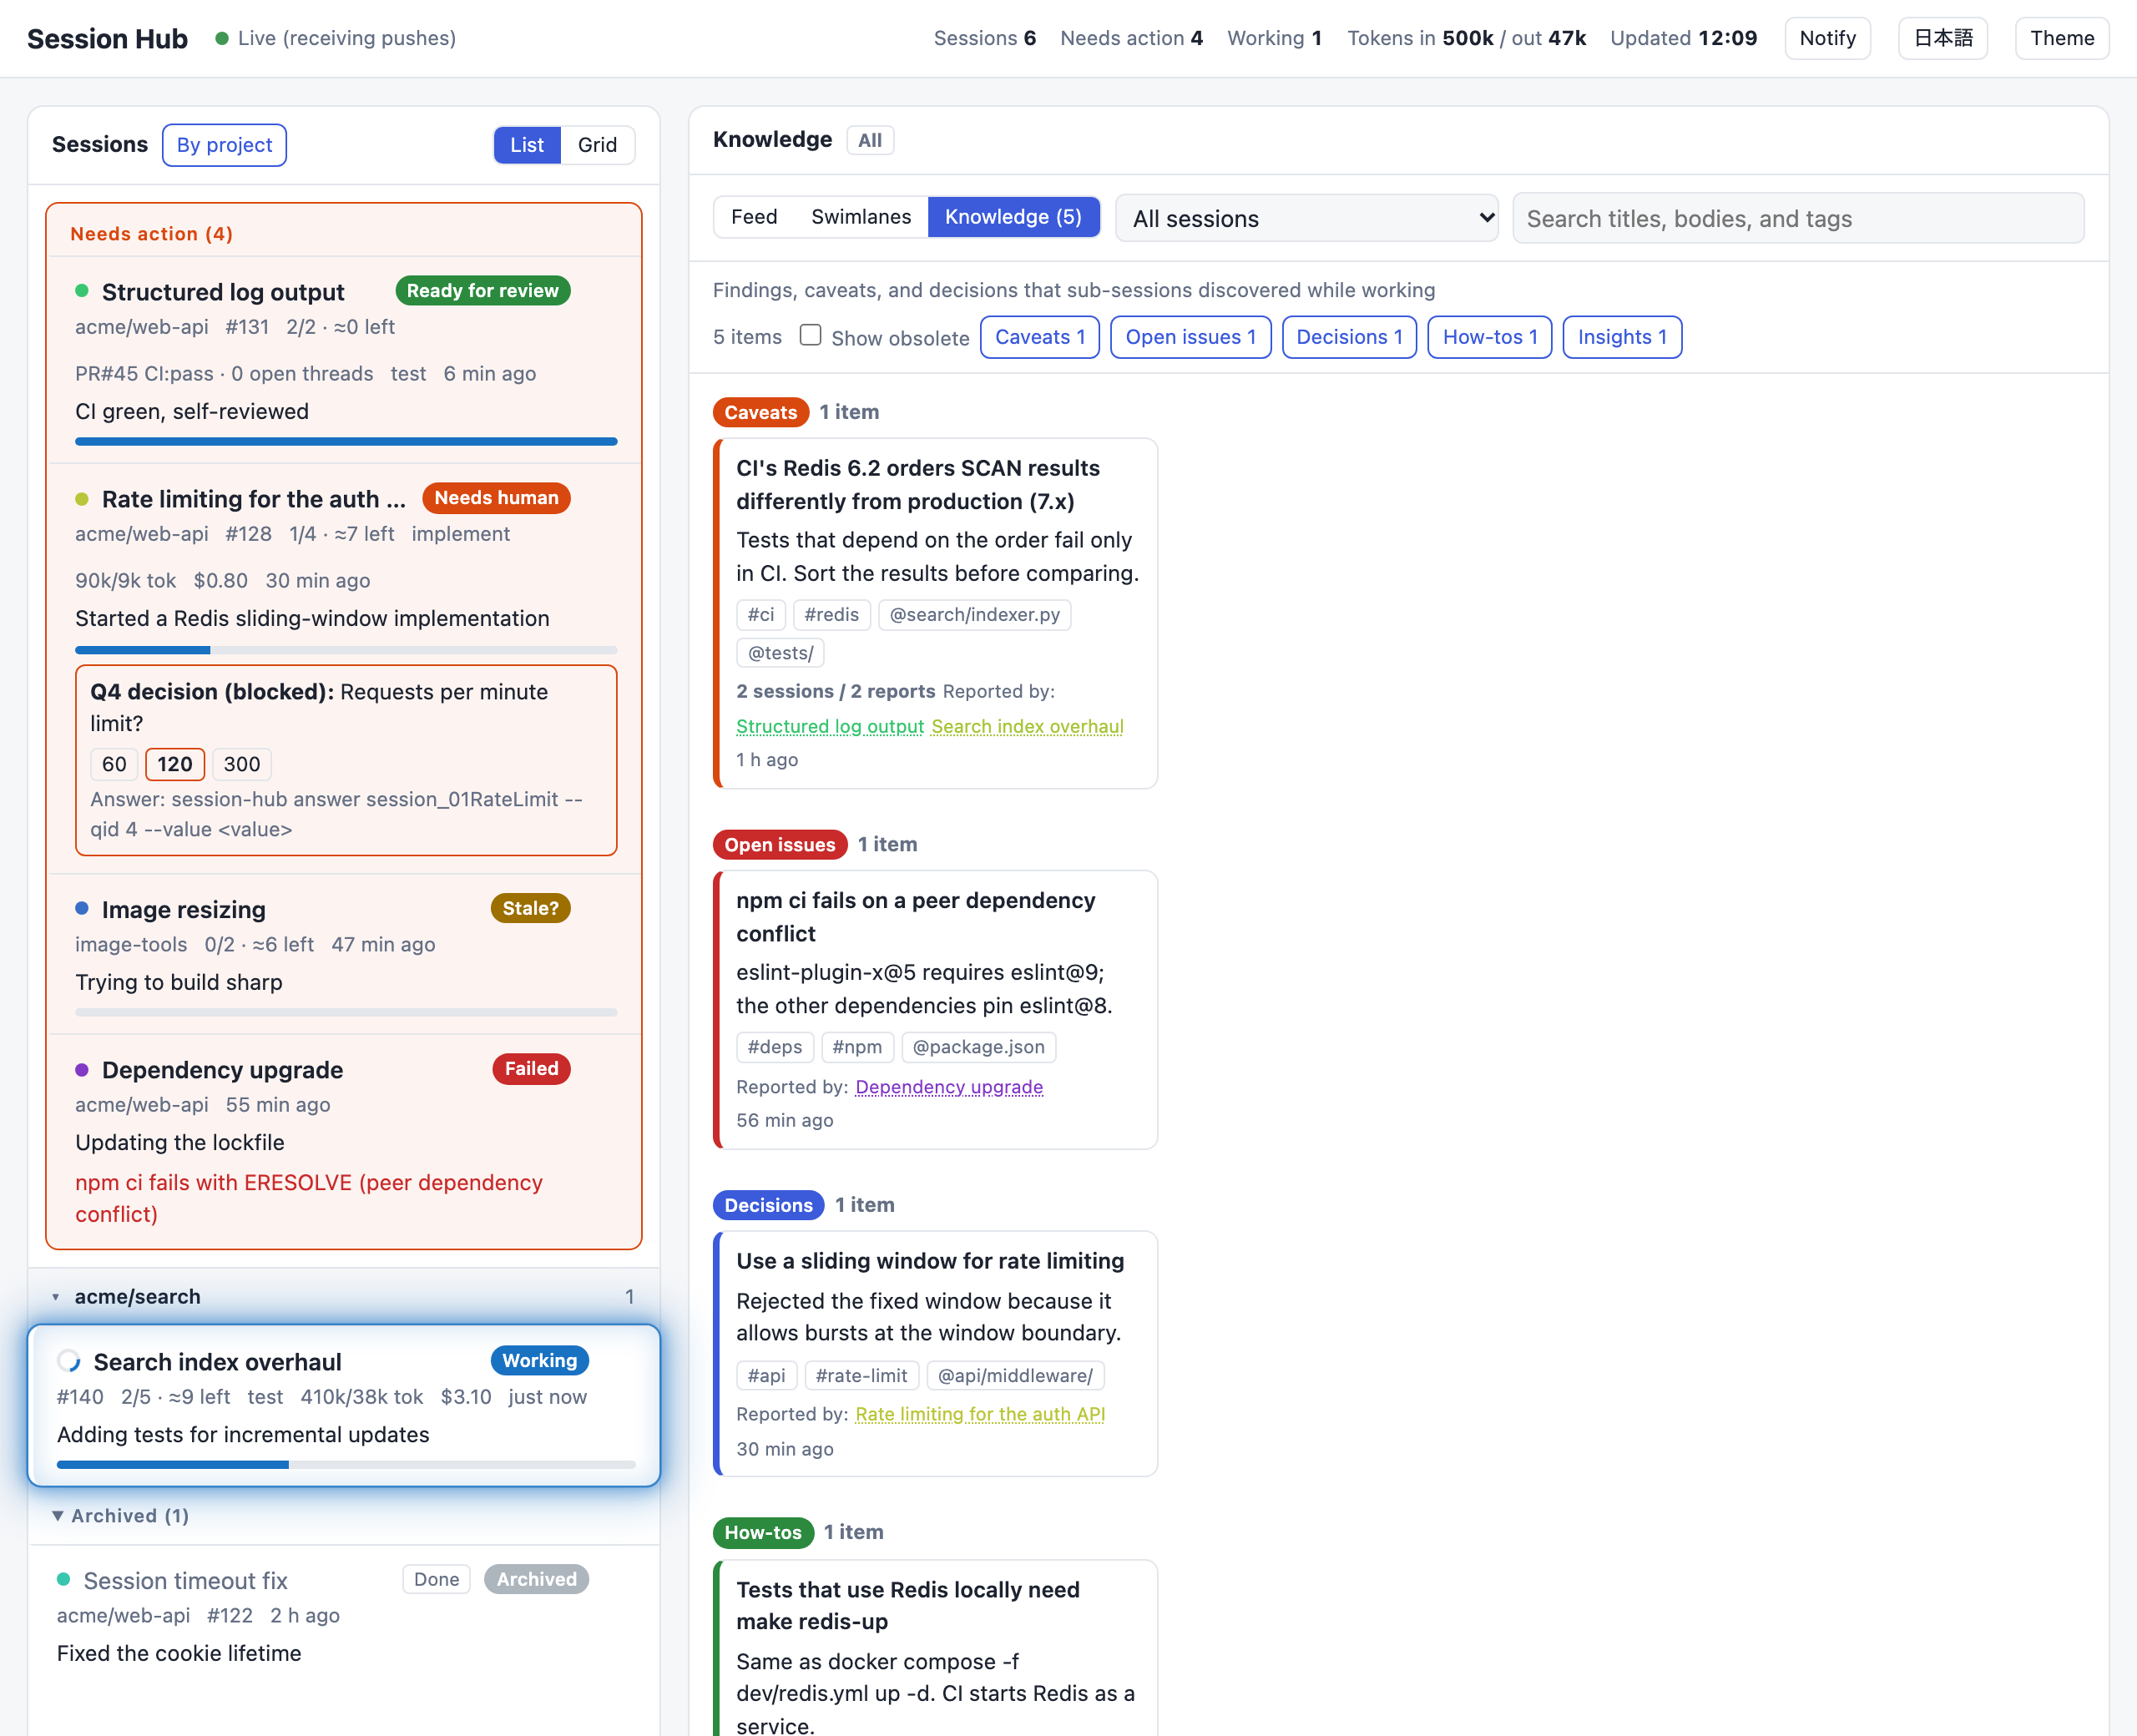 Session Hub
Live (receiving pushes)
Sessions 6 Needs action 4 Working 1 Tokens in 500k / out 47k Updated 12:09
Notify
日本語
Theme
Sessions
By project
List
Grid
Needs action (4)
Structured log output
Ready for review
acme/web-api #131 2/2 · ≈0 left
PR#45 CI:pass · 0 open threads test 6 min ago
CI green, self-reviewed
Rate limiting for the auth ...
Needs human
acme/web-api #128 1/4 · ≈7 left implement
90k/9k tok $0.80 30 min ago
Started a Redis sliding-window implementation
Q4 decision (blocked): Requests per minute
limit?
60 120 300
Answer: session-hub answer session_01RateLimit --
qid 4 --value <value>
Image resizing
Stale?
image-tools 0/2 · ≈6 left 47 min ago
Trying to build sharp
Dependency upgrade
Failed
acme/web-api 55 min ago
Updating the lockfile
npm ci fails with ERESOLVE (peer dependency
conflict)
▾ acme/search 1
Search index overhaul
Working
#140 2/5 · ≈9 left test 410k/38k tok $3.10 just now
Adding tests for incremental updates
▼ Archived (1)
Session timeout fix
Done
Archived
acme/web-api #122 2 h ago
Fixed the cookie lifetime
Knowledge
All
Feed
Swimlanes
Knowledge (5)
All sessions
Search titles, bodies, and tags
Findings, caveats, and decisions that sub-sessions discovered while working
5 items
Show obsolete
Caveats 1
Open issues 1
Decisions 1
How-tos 1
Insights 1
Caveats 1 item
CI's Redis 6.2 orders SCAN results
differently from production (7.x)
Tests that depend on the order fail only
in CI. Sort the results before comparing.
#ci #redis @search/indexer.py
@tests/
2 sessions / 2 reports Reported by:
Structured log output Search index overhaul
1 h ago
Open issues 1 item
npm ci fails on a peer dependency
conflict
eslint-plugin-x@5 requires eslint@9;
the other dependencies pin eslint@8.
#deps #npm @package.json
Reported by: Dependency upgrade
56 min ago
Decisions 1 item
Use a sliding window for rate limiting
Rejected the fixed window because it
allows bursts at the window boundary.
#api #rate-limit @api/middleware/
Reported by: Rate limiting for the auth API
30 min ago
How-tos 1 item
Tests that use Redis locally need
make redis-up
Same as docker compose -f
dev/redis.yml up -d. CI starts Redis as a
service.